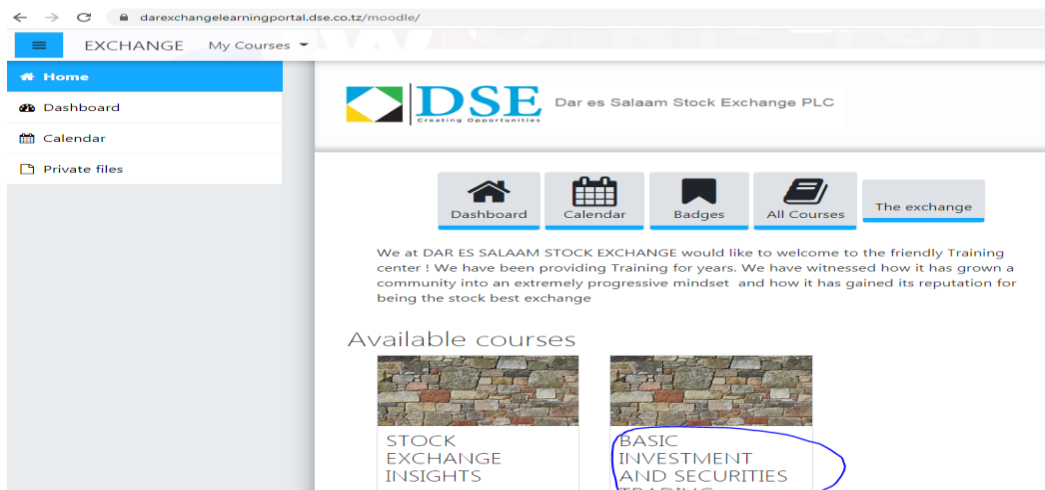 darexchangelearningportal.dse.co.tz/moodle/
EXCHANGE My Courses
Home
Dashboard
Calendar
Private files
DSE
Creating Opportunities
Dar es Salaam Stock Exchange PLC
Dashboard
Calendar
Badges
All Courses
The exchange
We at DAR ES SALAAM STOCK EXCHANGE would like to welcome to the friendly Training
center ! We have been providing Training for years. We have witnessed how it has grown a
community into an extremely progressive mindset and how it has gained its reputation for
being the stock best exchange
Available courses
STOCK
EXCHANGE
INSIGHTS
BASIC
INVESTMENT
AND SECURITIES
TRADING